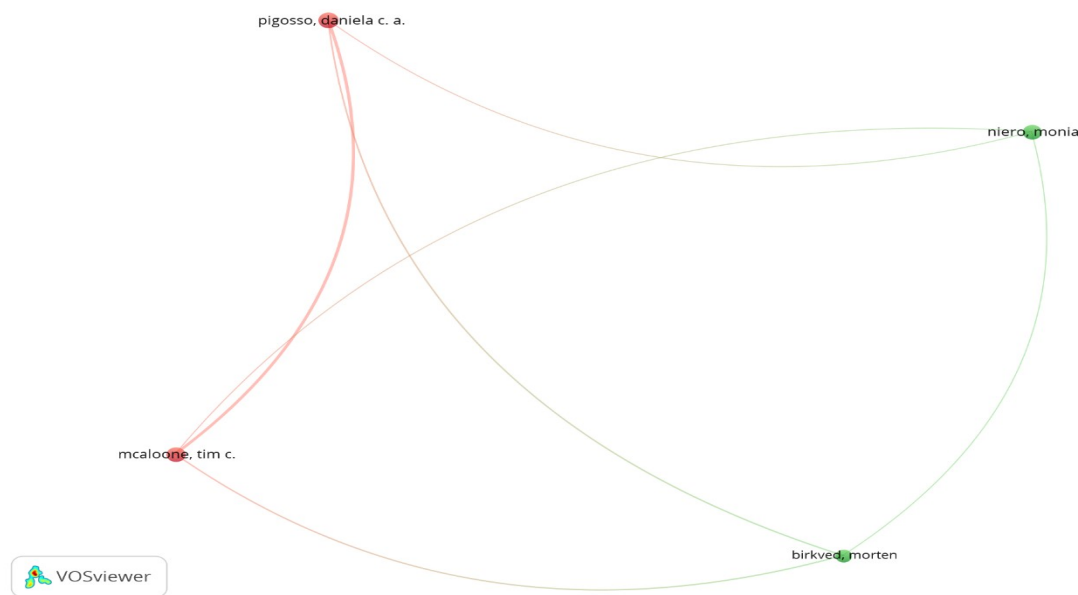 pigosso, daniela c. a.
niero, monia
mcaloone, tim c.
birkved, morten
VOSviewer